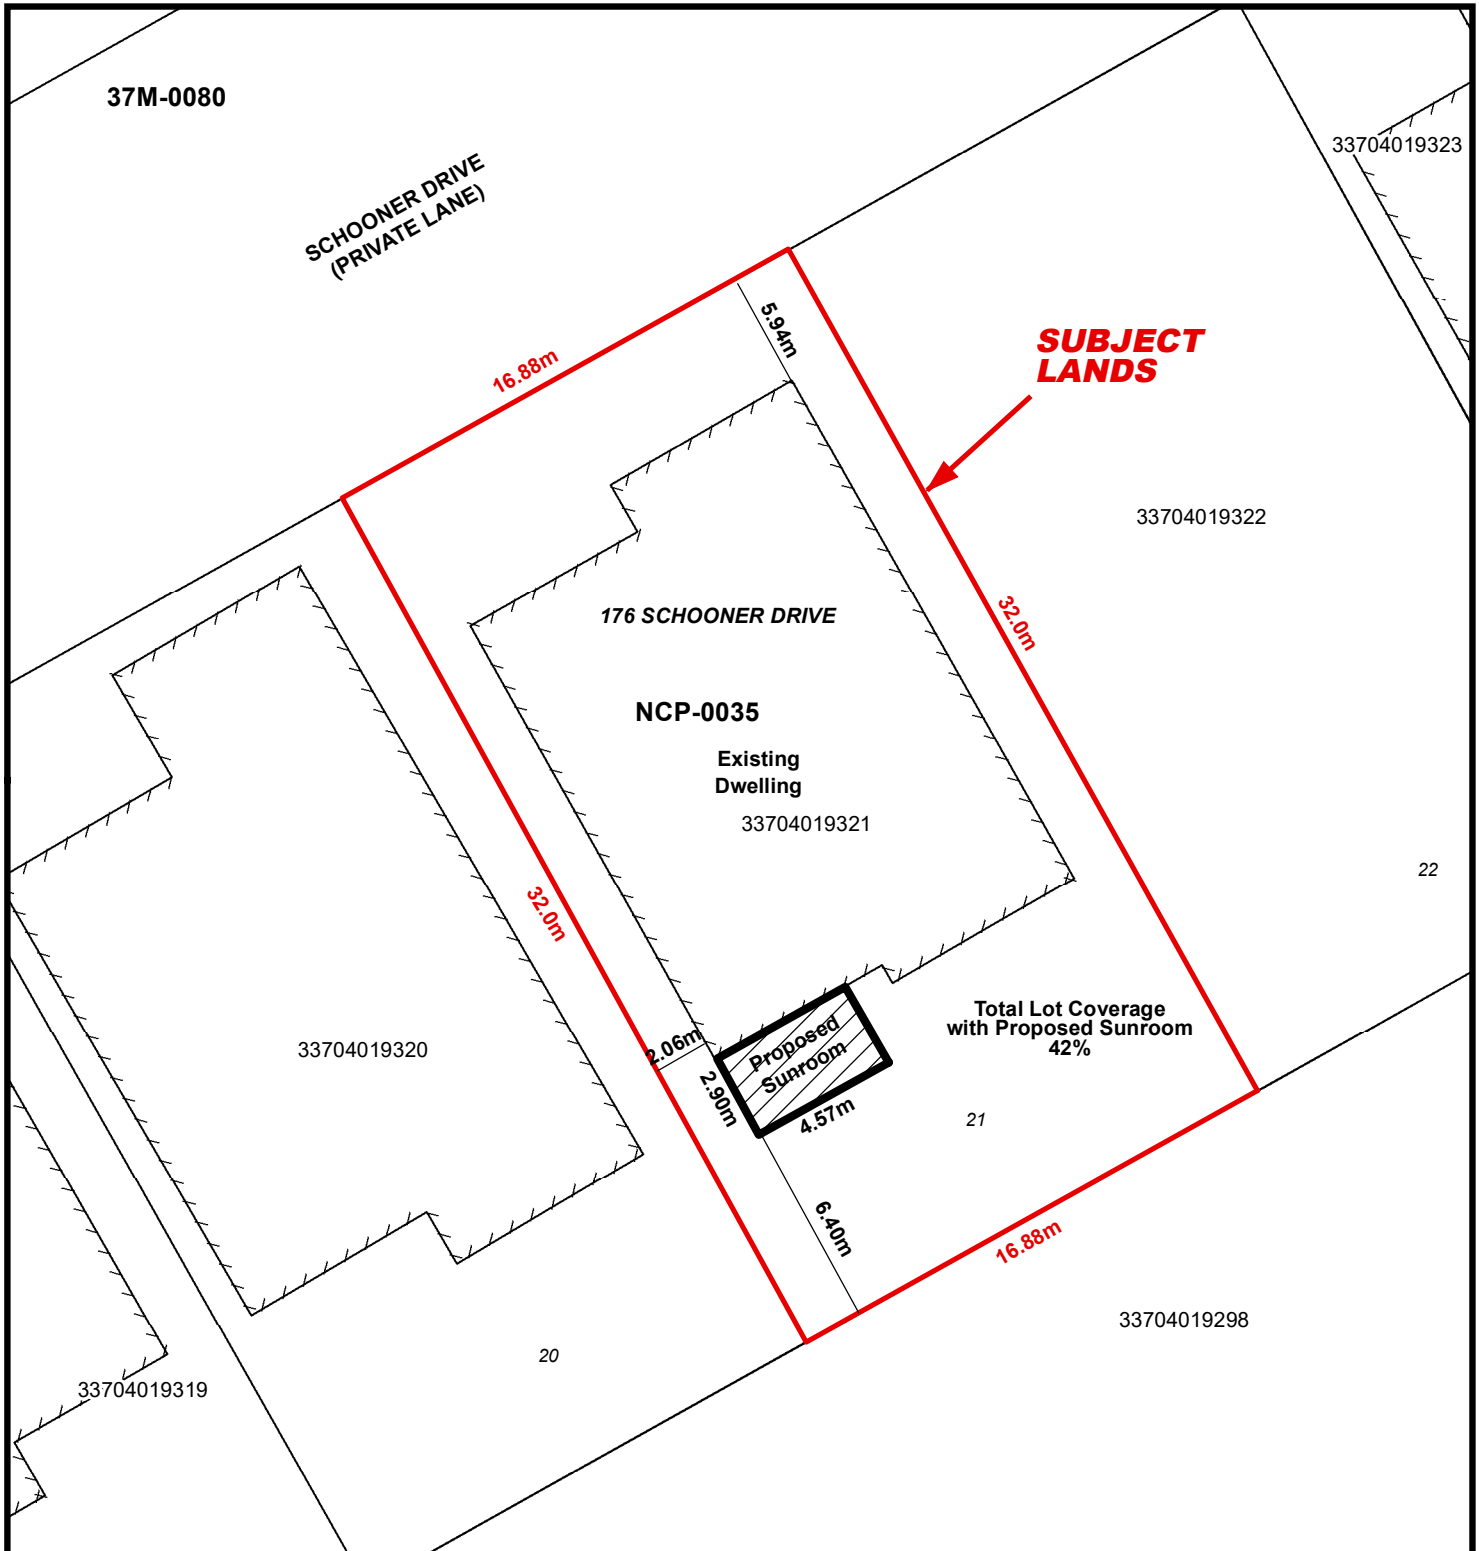 37M-0080
33704019323
SCHOONER DRIVE
(PRIVATE LANE)
5.94m
SUBJECT
LANDS
16.88m
33704019322
176 SCHOONER DRIVE
32.0m
NCP-0035
Existing
Dwelling
33704019321
22
32.0m
Total Lot Coverage
with Proposed Sunroom
42%
Proposed
Sunroom
2.06m
33704019320
2.90m
4.57m
21
6.40m
16.88m
33704019298
20
33704019319